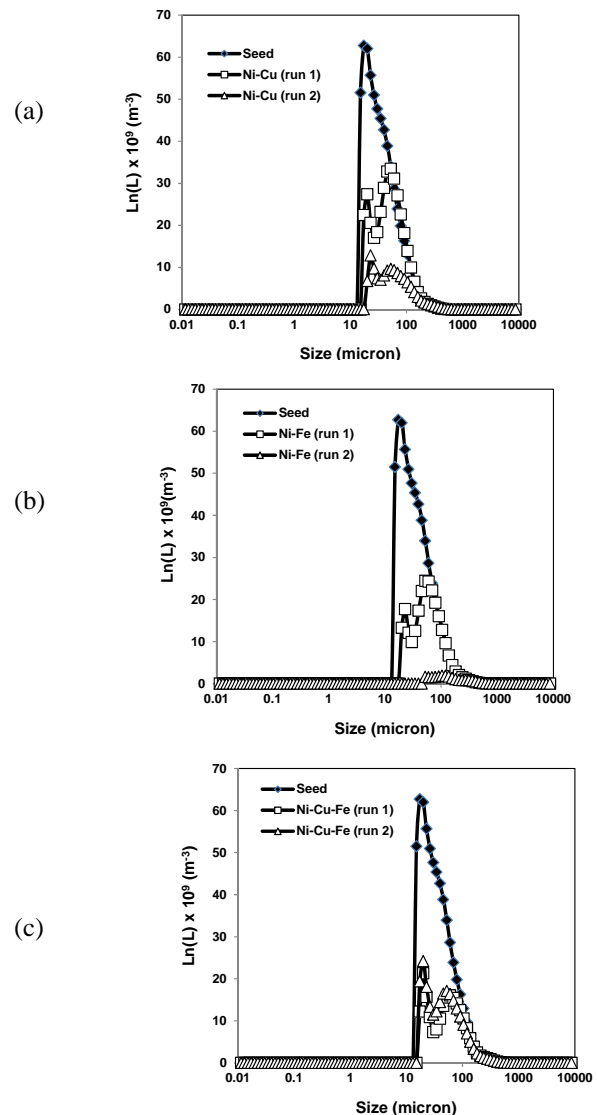 (a)
Ln(L) x 10⁹ (m⁻³)
70
60
50
40
30
20
10
0
Seed
Ni-Cu (run 1)
Ni-Cu (run 2)
0.01 0.1 1 10 100 1000 10000
Size (micron)
(b)
Ln(L) x 10⁹(m⁻³)
70
60
50
40
30
20
10
0
Seed
Ni-Fe (run 1)
Ni-Fe (run 2)
0.01 0.1 1 10 100 1000 10000
Size (micron)
(c)
Ln(L) x 10⁹ (m⁻³)
70
60
50
40
30
20
10
0
Seed
Ni-Cu-Fe (run 1)
Ni-Cu-Fe (run 2)
0.01 0.1 1 10 100 1000 10000
Size (micron)